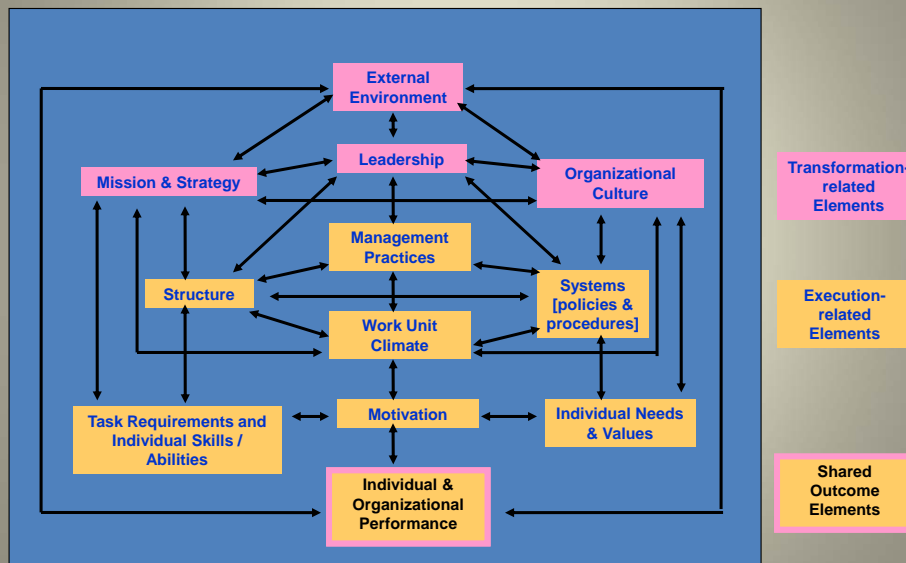 External
Environment
Leadership
Mission & Strategy
Organizational
Culture
Management
Practices
Structure
Systems
[policies &
procedures]
Work Unit
Climate
Task Requirements and
Individual Skills /
Abilities
Motivation
Individual Needs
& Values
Individual &
Organizational
Performance
Transformation-
related
Elements
Execution-
related
Elements
Shared
Outcome
Elements